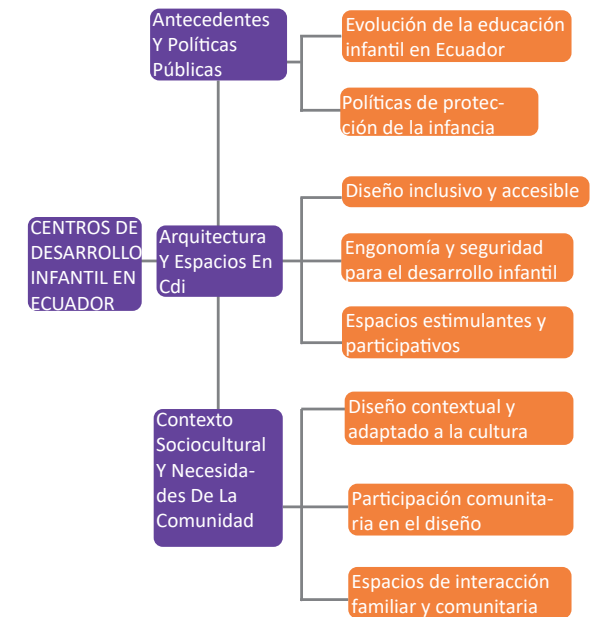 Antecedentes
Y Políticas
Públicas
Evolución de la educación
infantil en Ecuador
Políticas de protec-
ción de la infancia
CENTROS DE
DESARROLLO
INFANTIL EN
ECUADOR
Arquitectura
Y Espacios En
Cdi
Diseño inclusivo y accesible
Engonomía y seguridad
para el desarrollo infantil
Espacios estimulantes y
participativos
Contexto
Sociocultural
Y Necesida-
des De La
Comunidad
Diseño contextual y
adaptado a la cultura
Participación comunita-
ria en el diseño
Espacios de interacción
familiar y comunitaria